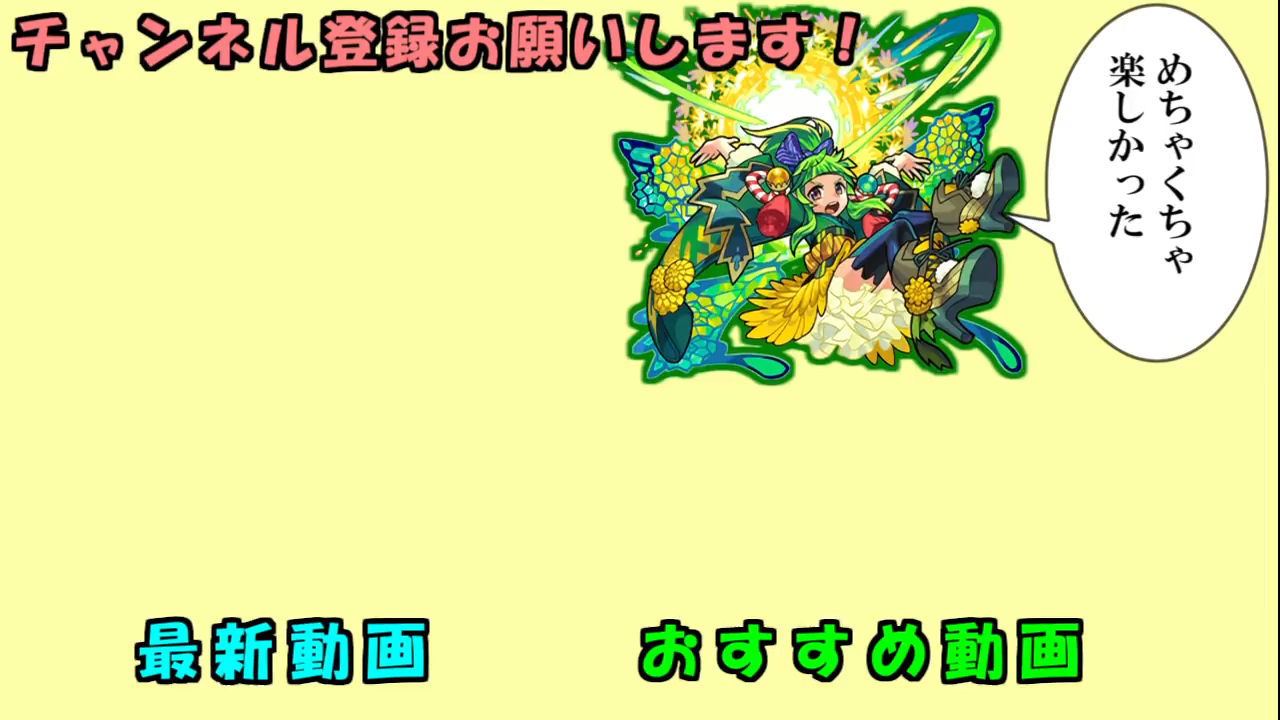 チャンネル登録お願いします！
めちゃくちゃ
楽しかった
最新動画
おすすめ動画